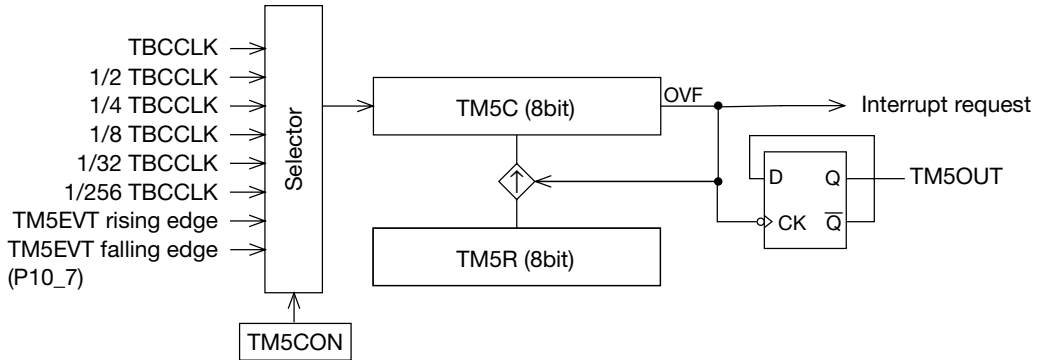 TBCCLK
1/2 TBCCLK
1/4 TBCCLK
1/8 TBCCLK
1/32 TBCCLK
1/256 TBCCLK
TM5EVT rising edge
TM5EVT falling edge
(P10_7)
Selector
TM5CON
TM5C (8bit)
OVF
Interrupt request
TM5R (8bit)
D
Q
CK
Q̅
TM5OUT